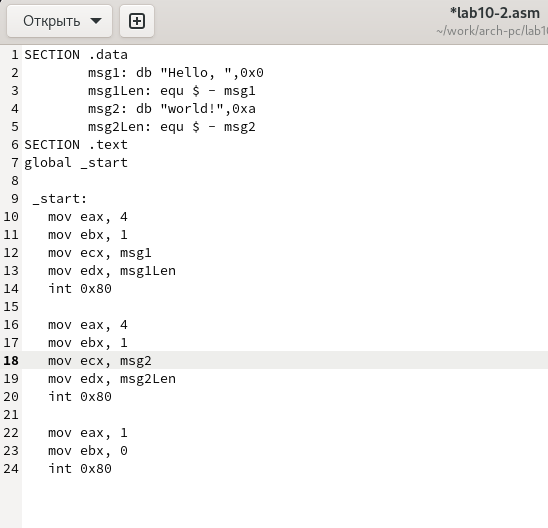 Открыть
*lab10-2.asm
~/work/arch-pc/lab10
1 SECTION .data
2         msg1: db "Hello, ",0x0
3         msg1Len: equ $ - msg1
4         msg2: db "world!",0xa
5         msg2Len: equ $ - msg2
6 SECTION .text
7 global _start
8
9  _start:
10    mov eax, 4
11    mov ebx, 1
12    mov ecx, msg1
13    mov edx, msg1Len
14    int 0x80
15
16    mov eax, 4
17    mov ebx, 1
18    mov ecx, msg2
19    mov edx, msg2Len
20    int 0x80
21
22    mov eax, 1
23    mov ebx, 0
24    int 0x80